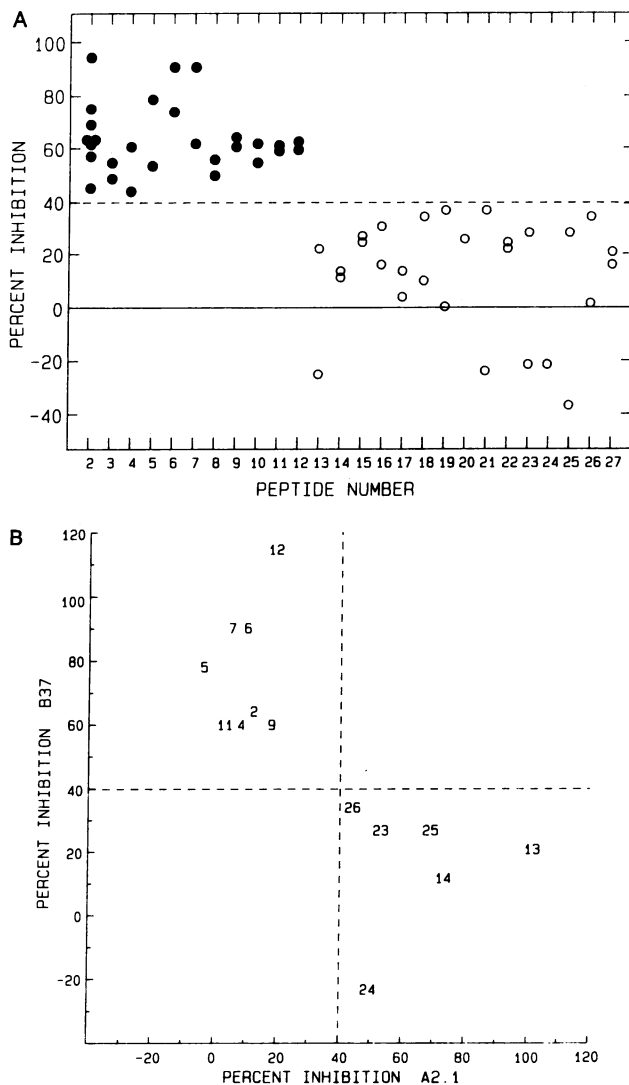 A
100
80
60
40
20
0
-20
-40
PERCENT INHIBITION
2 3 4 5 6 7 8 9 10 11 12 13 14 15 16 17 18 19 20 21 22 23 24 25 26 27
PEPTIDE NUMBER
B
120
100
80
60
40
20
0
-20
PERCENT INHIBITION B37
12
7 6
5
2
11 4 9
26
23 25
13
14
24
-20 0 20 40 60 80 100 120
PERCENT INHIBITION A2.1